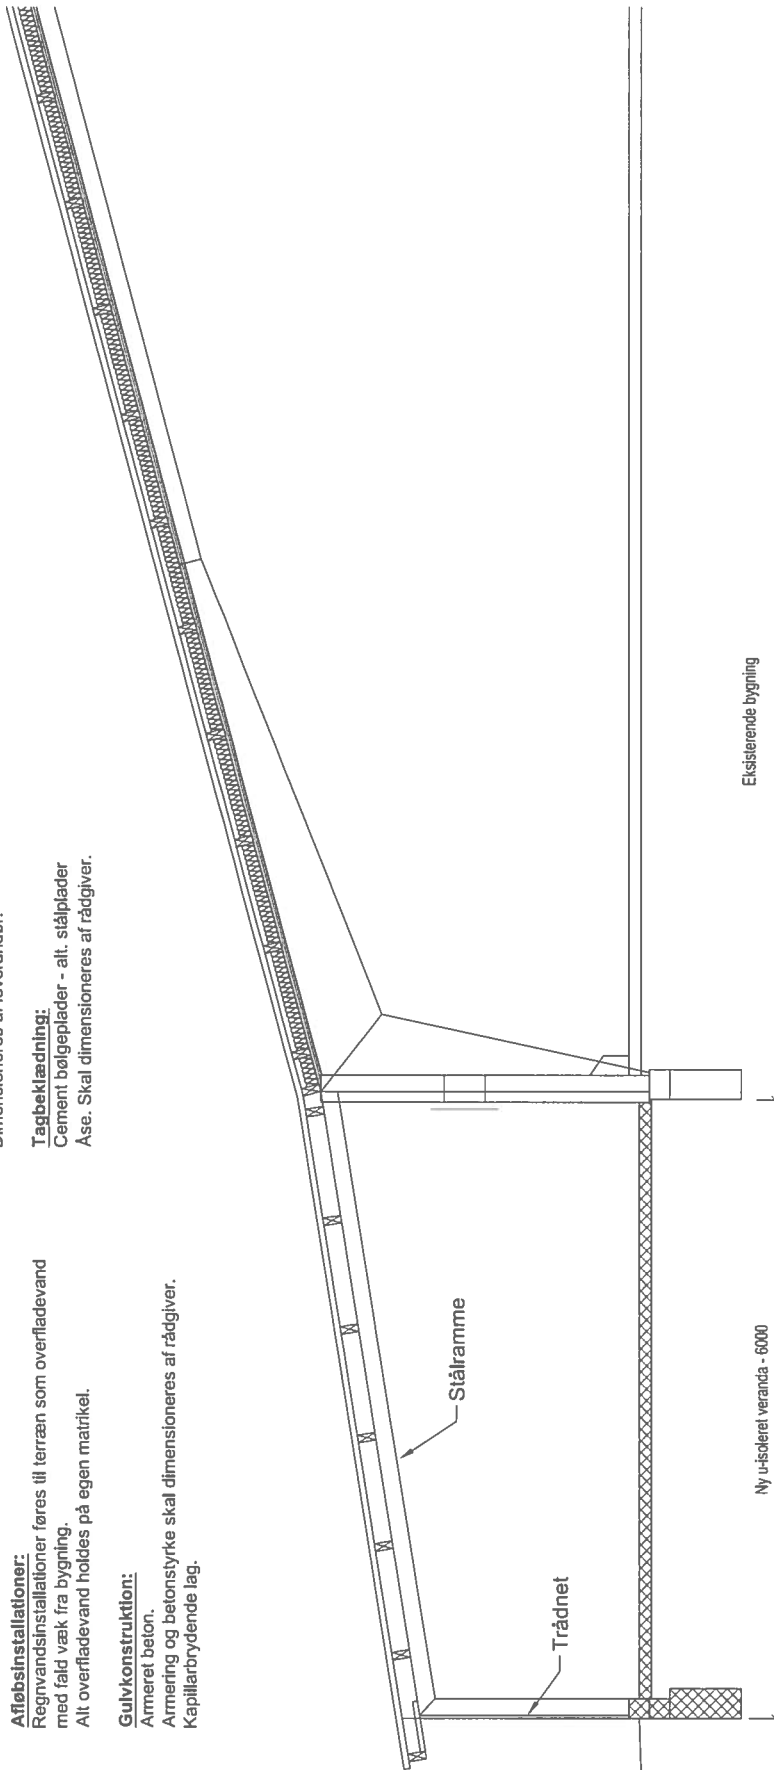 Afløbsinstallationer:
Regnvandsinstallationer føres til terræn som overfladevand
med fald væk fra bygning.
Alt overfladevand holdes på egen matrikel.
Gulvkonstruktion:
Armeret beton.
Armering og betonstyrke skal dimensioneres af rådgiver.
Kapillarbrydende lag.
Tagbeklædning:
Cement bølgeplader - alt. stålplader
Åse. Skal dimensioneres af rådgiver.
Stålramme
Trådnet
Ny u-isoleret veranda - 6000
Eksisterende bygning